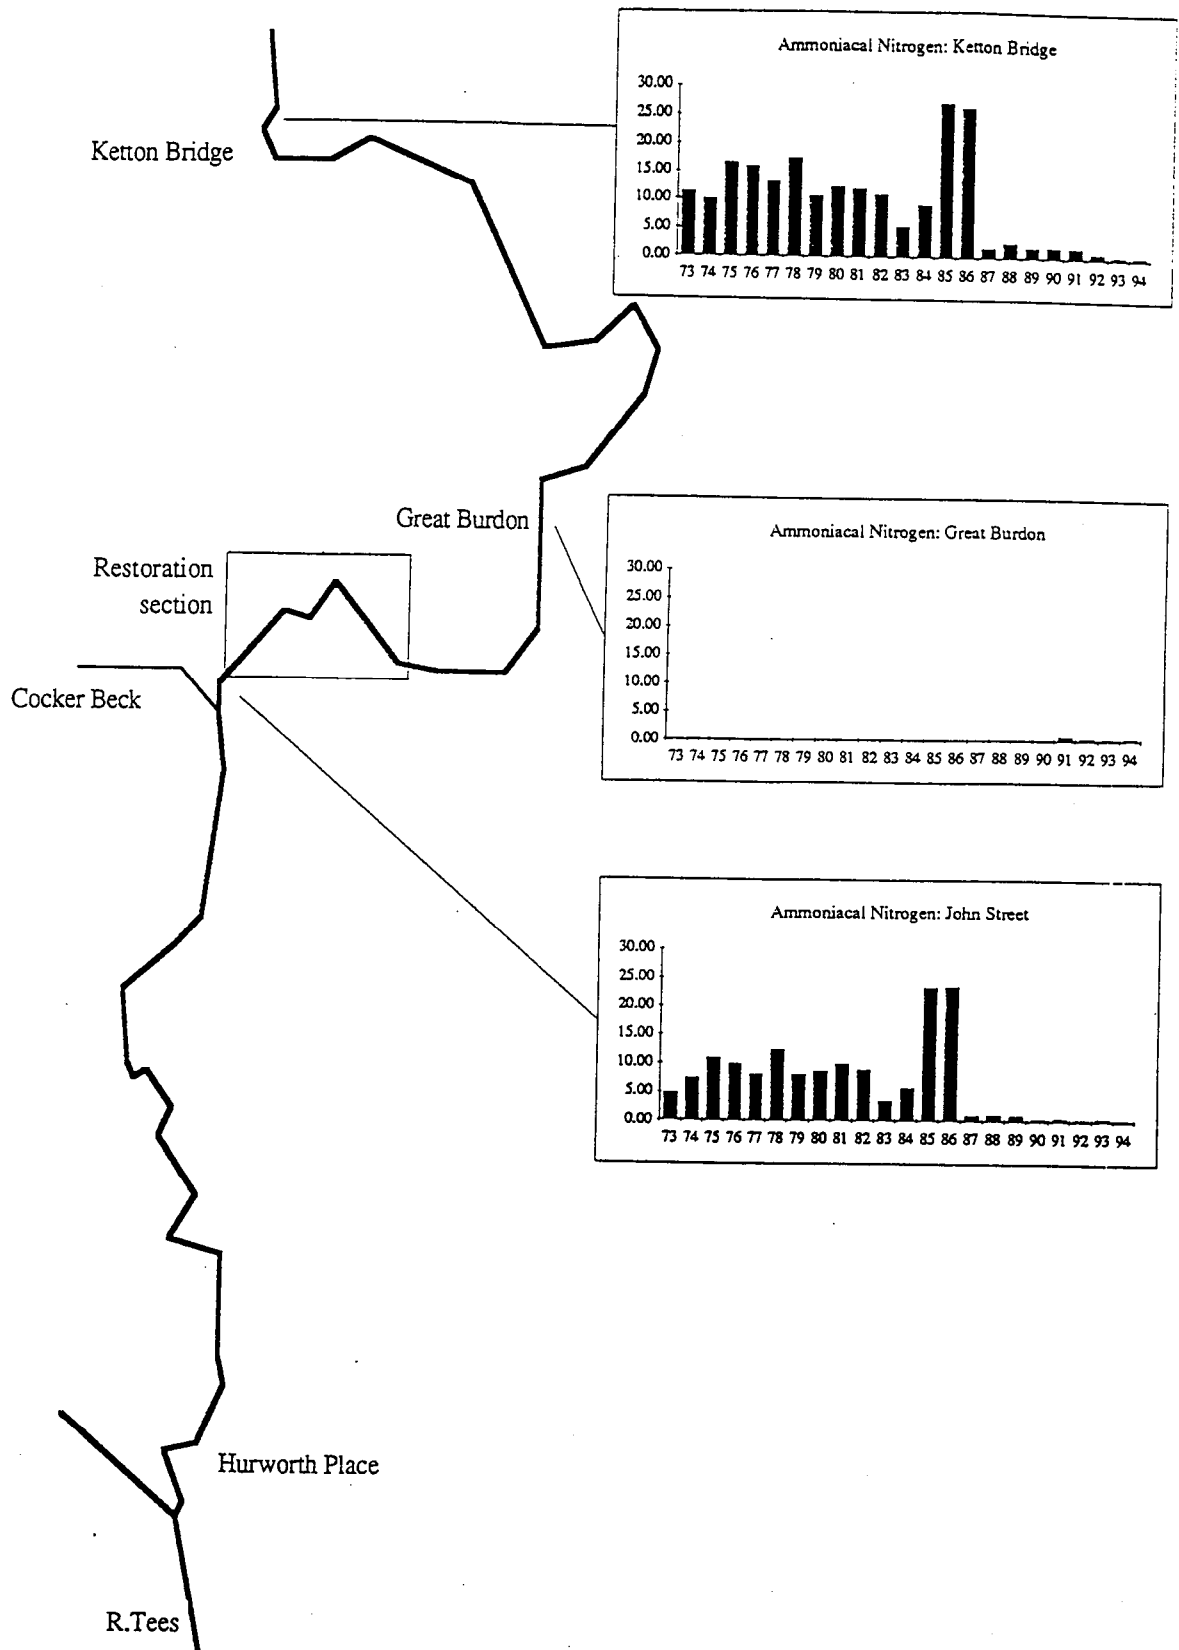 Ammoniacal Nitrogen: Ketton Bridge
30.00
25.00
20.00
15.00
10.00
5.00
0.00
73 74 75 76 77 78 79 80 81 82 83 84 85 86 87 88 89 90 91 92 93 94
Ketton Bridge
Great Burdon
Ammoniacal Nitrogen: Great Burdon
30.00
25.00
20.00
15.00
10.00
5.00
0.00
73 74 75 76 77 78 79 80 81 82 83 84 85 86 87 88 89 90 91 92 93 94
Restoration
section
Cocker Beck
Ammoniacal Nitrogen: John Street
30.00
25.00
20.00
15.00
10.00
5.00
0.00
73 74 75 76 77 78 79 80 81 82 83 84 85 86 87 88 89 90 91 92 93 94
Hurworth Place
R.Tees